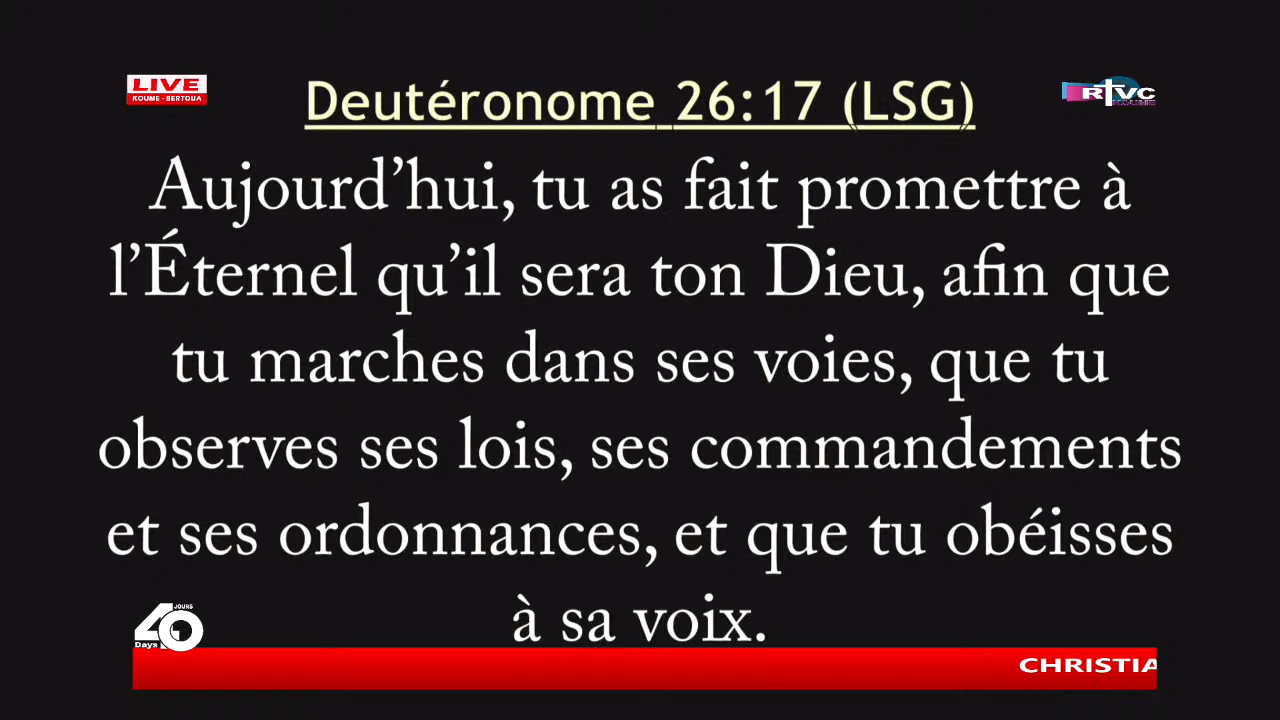 LIVE
KOUME - BERTOUA
Deutéronome 26:17 (LSG)
RTVC
KOUME
Aujourd’hui, tu as fait promettre à
l’Éternel qu’il sera ton Dieu, afin que
tu marches dans ses voies, que tu
observes ses lois, ses commandements
et ses ordonnances, et que tu obéisses
à sa voix.
40
JOURS
Days
CHRISTIA